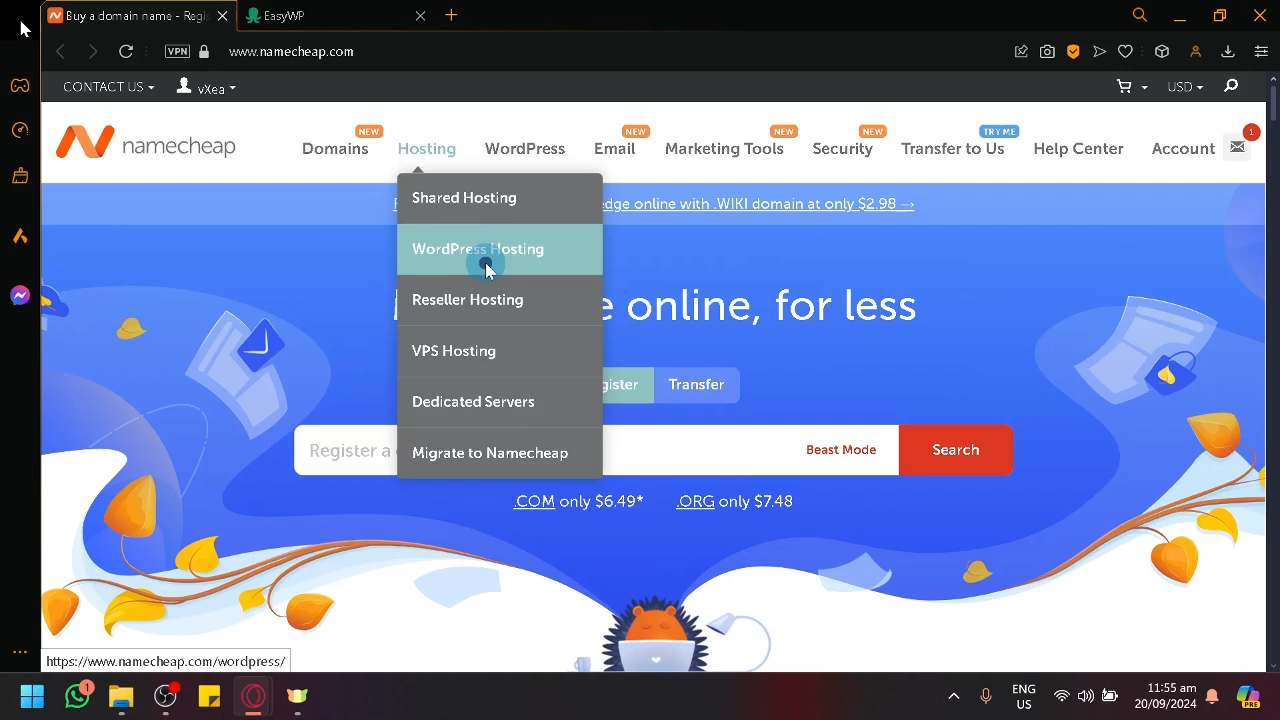 Buy a domain name - Regis
EasyWP
VPN
www.namecheap.com
CONTACT US
vXea
USD
namecheap
Domains
NEW
Hosting
WordPress
Email
NEW
Marketing Tools
NEW
Security
NEW
Transfer to Us
TRY ME
Help Center
Account
1
edge online with .WIKI domain at only $2.98 →
Shared Hosting
WordPress Hosting
Reseller Hosting
VPS Hosting
Dedicated Servers
Migrate to Namecheap
e online, for less
gister
Transfer
Register a
Beast Mode
Search
.COM only $6.49*
.ORG only $7.48
https://www.namecheap.com/wordpress/
1
ENG
US
11:55 am
20/09/2024
PRE